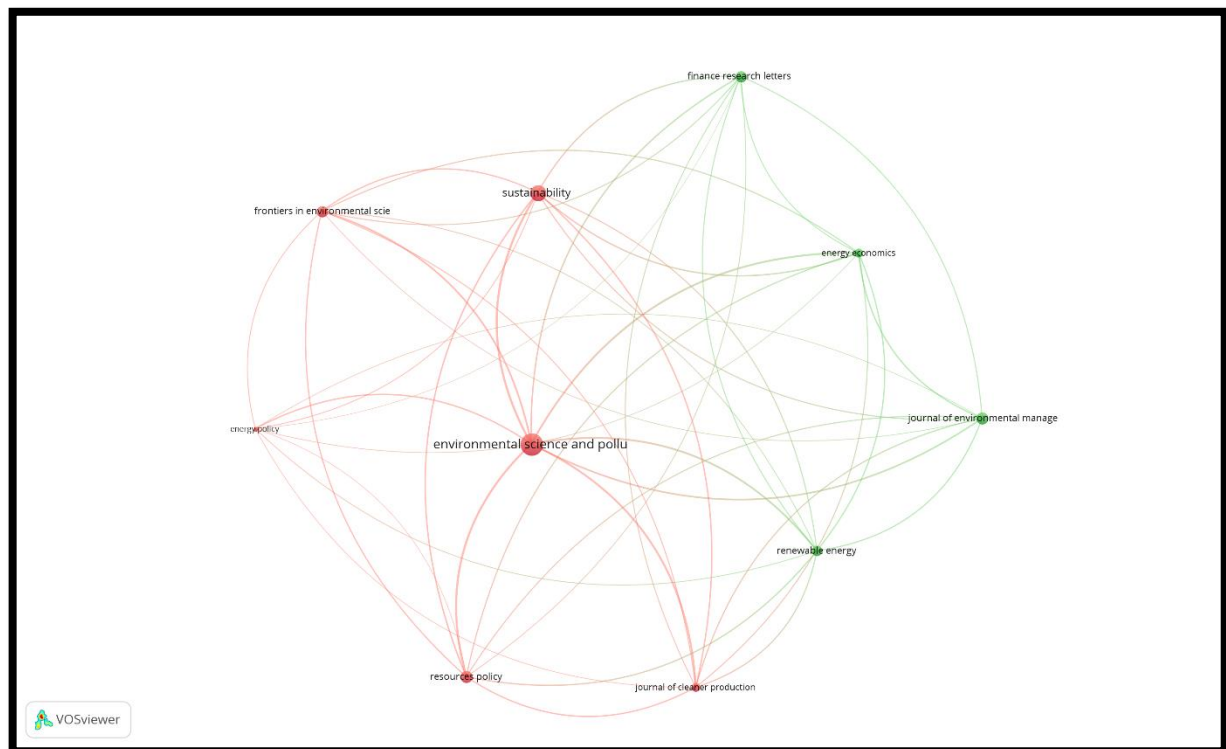 finance research letters
sustainability
frontiers in environmental scie
energy economics
journal of environmental manage
energy policy
environmental science and pollu
renewable energy
resources policy
journal of cleaner production
VOSviewer